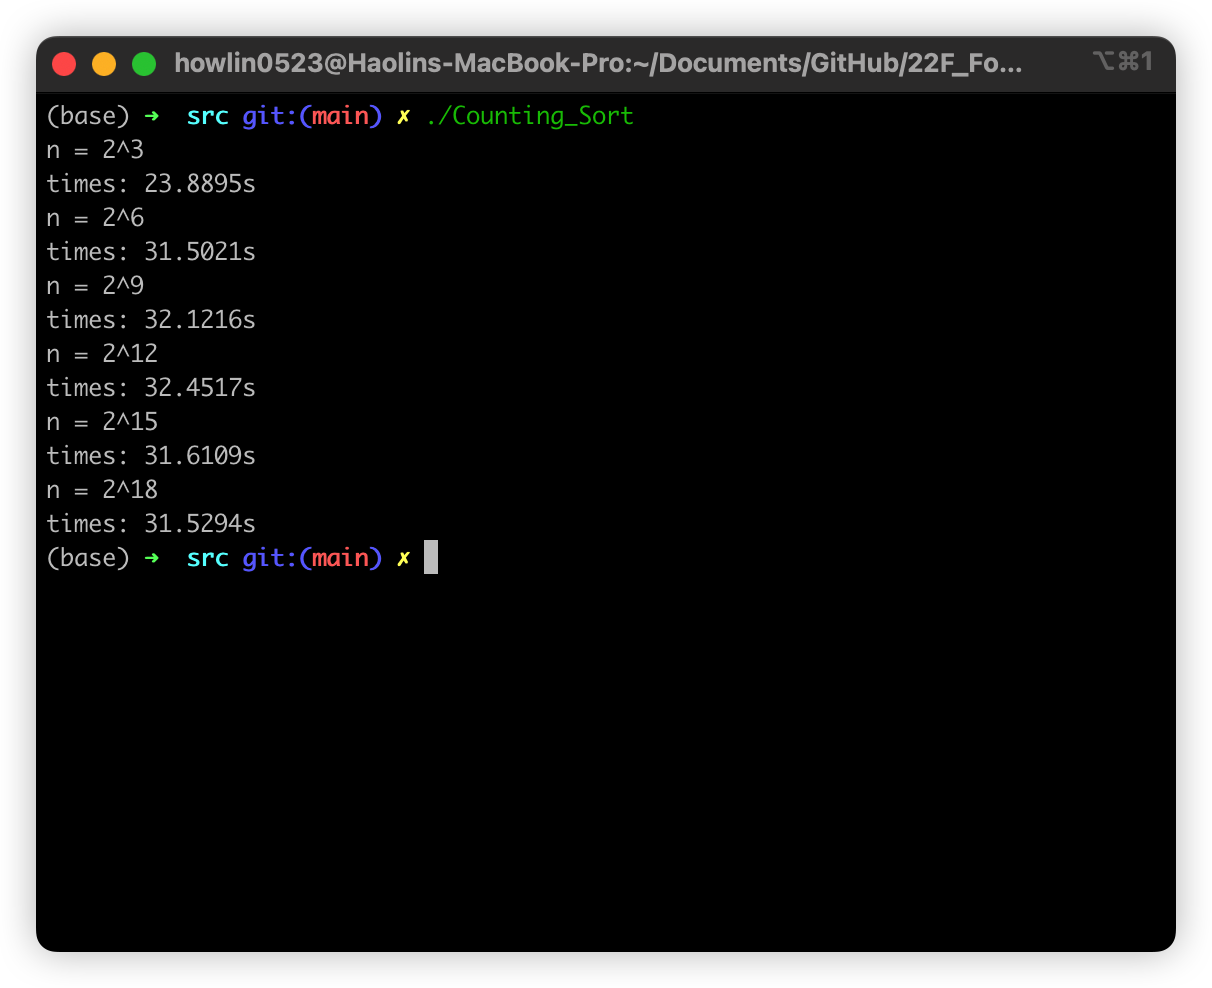 howlin0523@Haolins-MacBook-Pro:~/Documents/GitHub/22F_Fo... ⌥⌘1
(base) ➜ src git:(main) ✗ ./Counting_Sort
n = 2^3
times: 23.8895s
n = 2^6
times: 31.5021s
n = 2^9
times: 32.1216s
n = 2^12
times: 32.4517s
n = 2^15
times: 31.6109s
n = 2^18
times: 31.5294s
(base) ➜ src git:(main) ✗